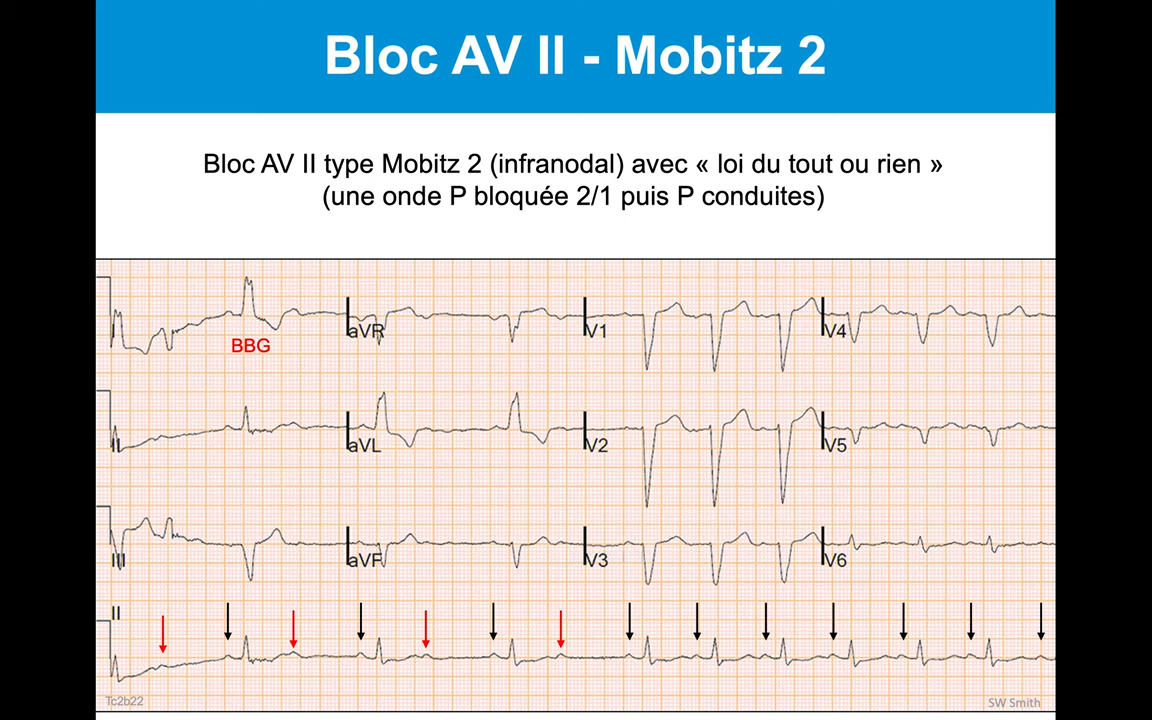 Bloc AV II - Mobitz 2
Bloc AV II type Mobitz 2 (infranodal) avec « loi du tout ou rien »
(une onde P bloquée 2/1 puis P conduites)
I aVR V1 V4
BBG
II aVL V2 V5
III aVF V3 V6
II
Tc2b22 SW Smith